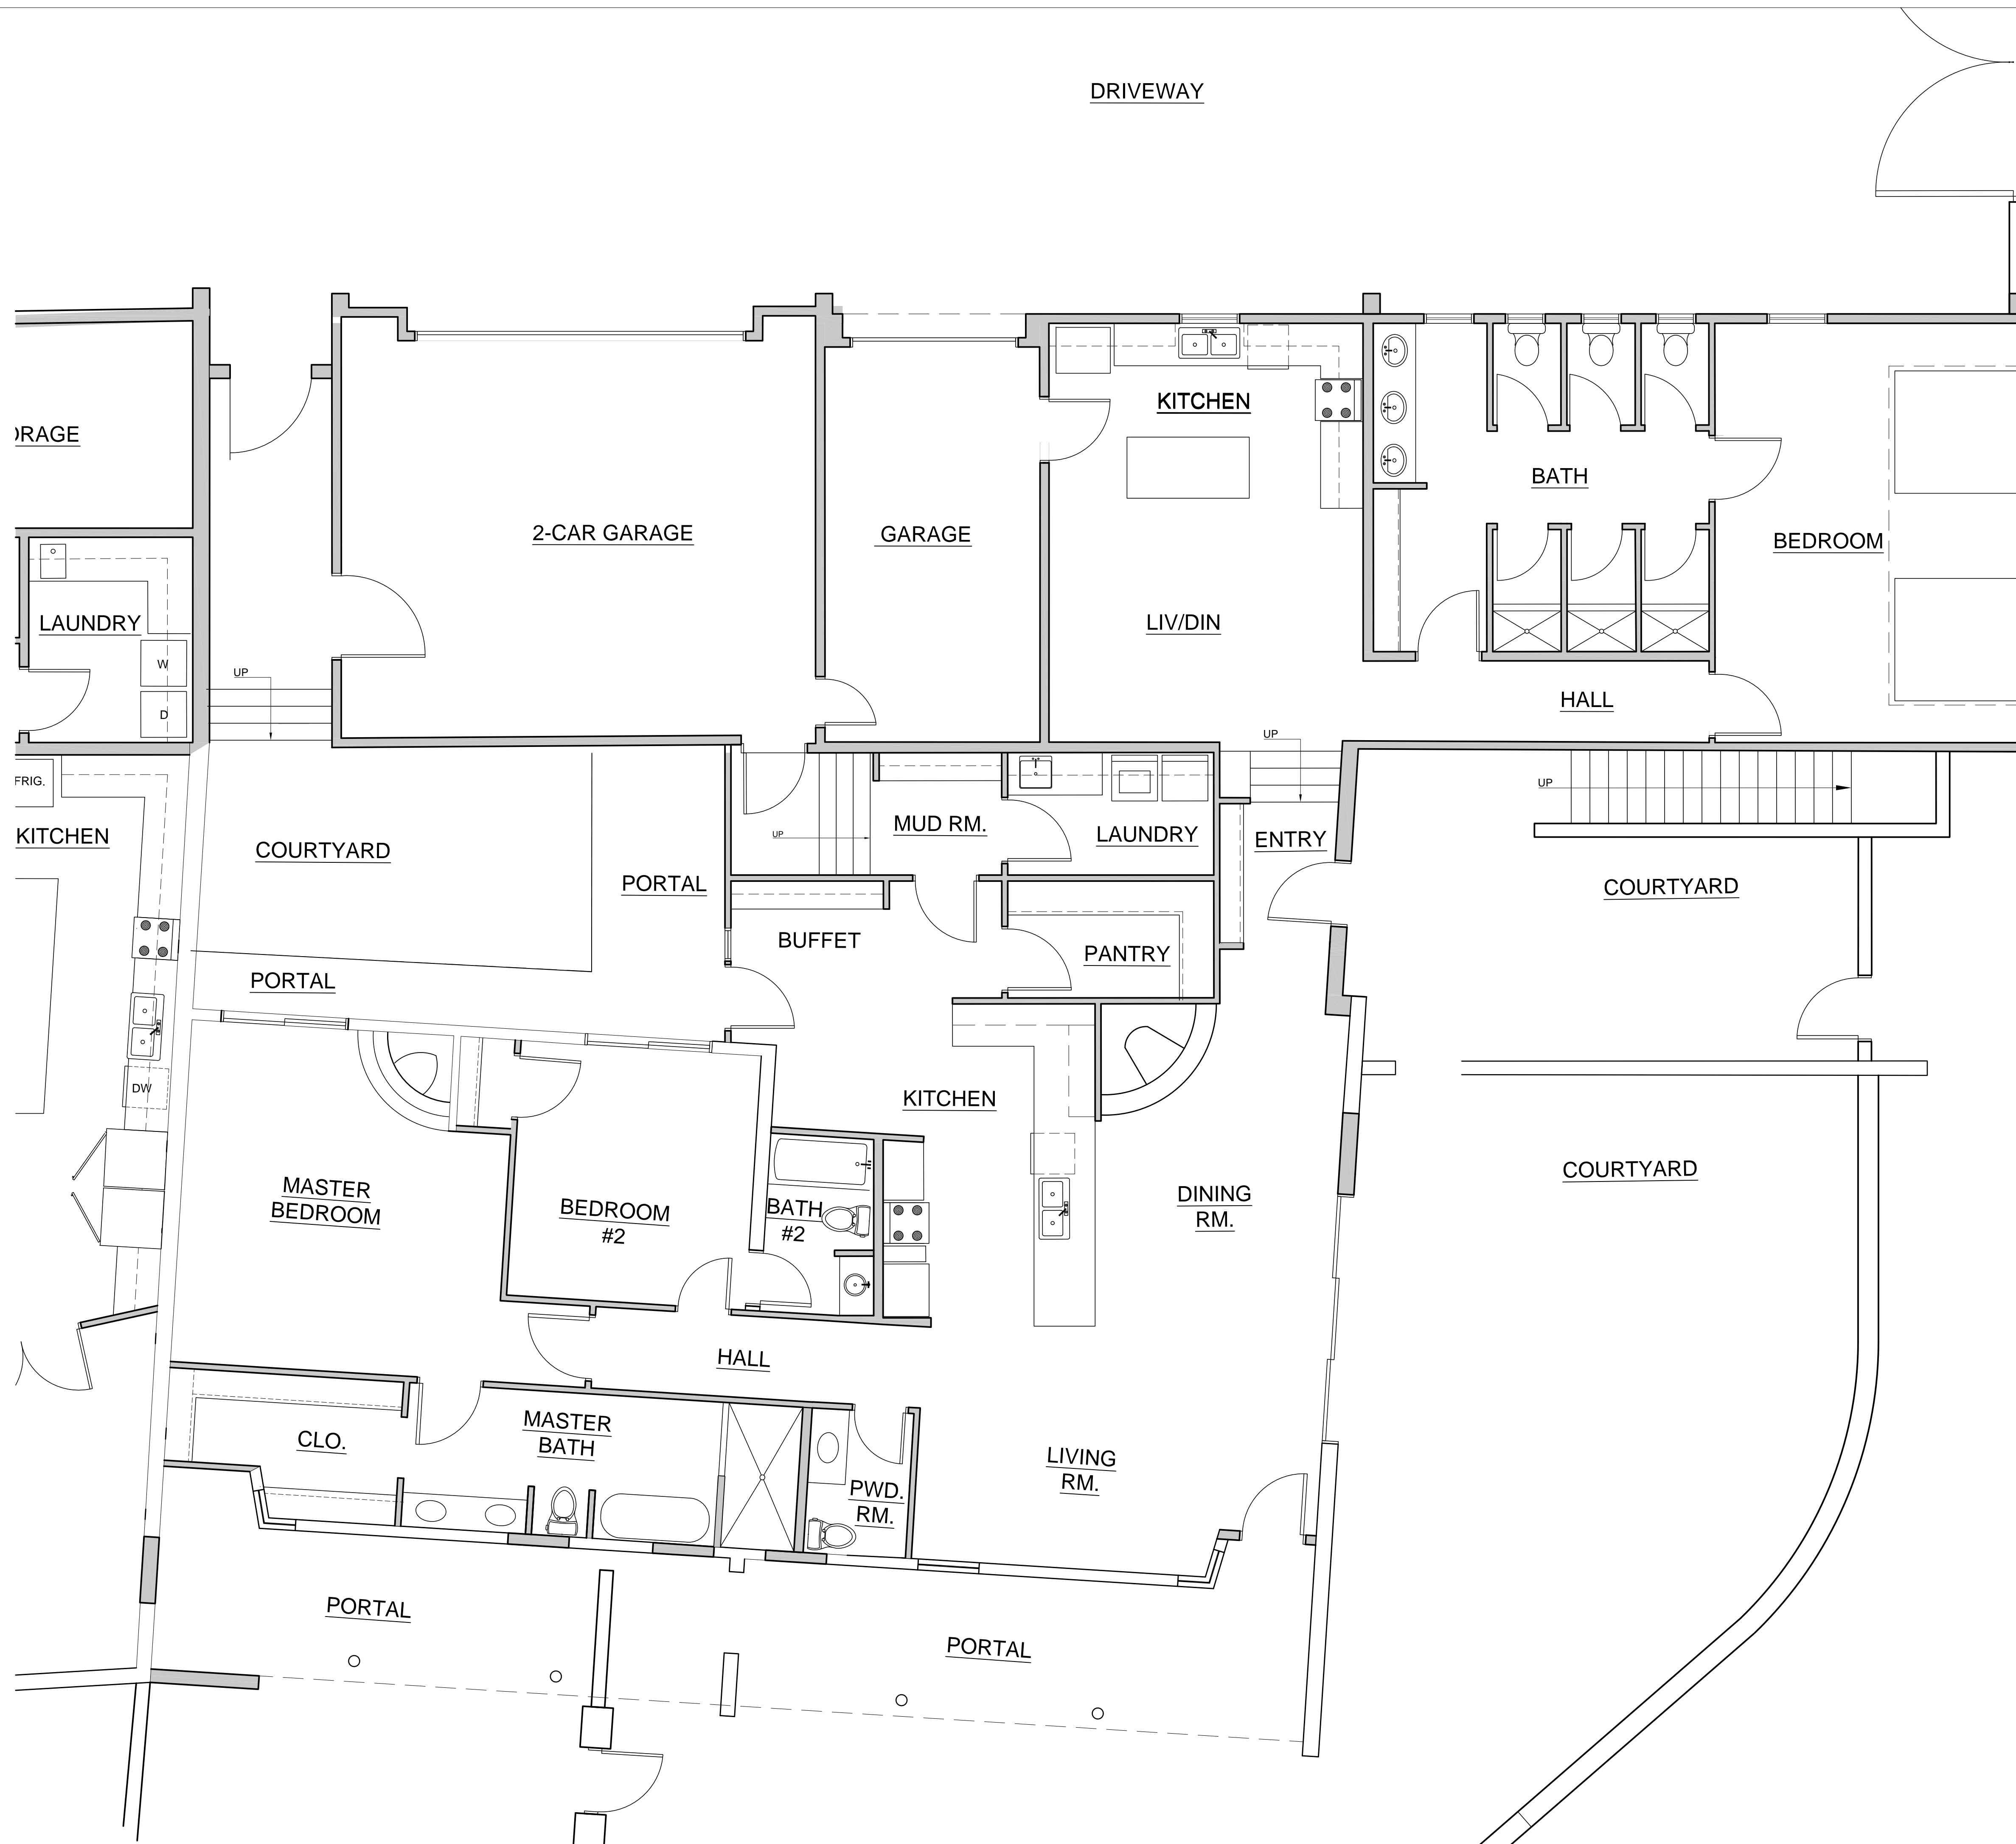 DRIVEWAY
KITCHEN
2-CAR GARAGE
GARAGE
BATH
BEDROOM
LAUNDRY
LIV/DIN
W
D
UP
HALL
UP
FRIG.
UP
KITCHEN
COURTYARD
PORTAL
UP
MUD RM.
LAUNDRY
ENTRY
COURTYARD
BUFFET
PANTRY
PORTAL
DW
KITCHEN
MASTER
BEDROOM
BEDROOM
#2
BATH
#2
DINING
RM.
COURTYARD
HALL
CLO.
MASTER
BATH
LIVING
RM.
PWD.
RM.
PORTAL
PORTAL